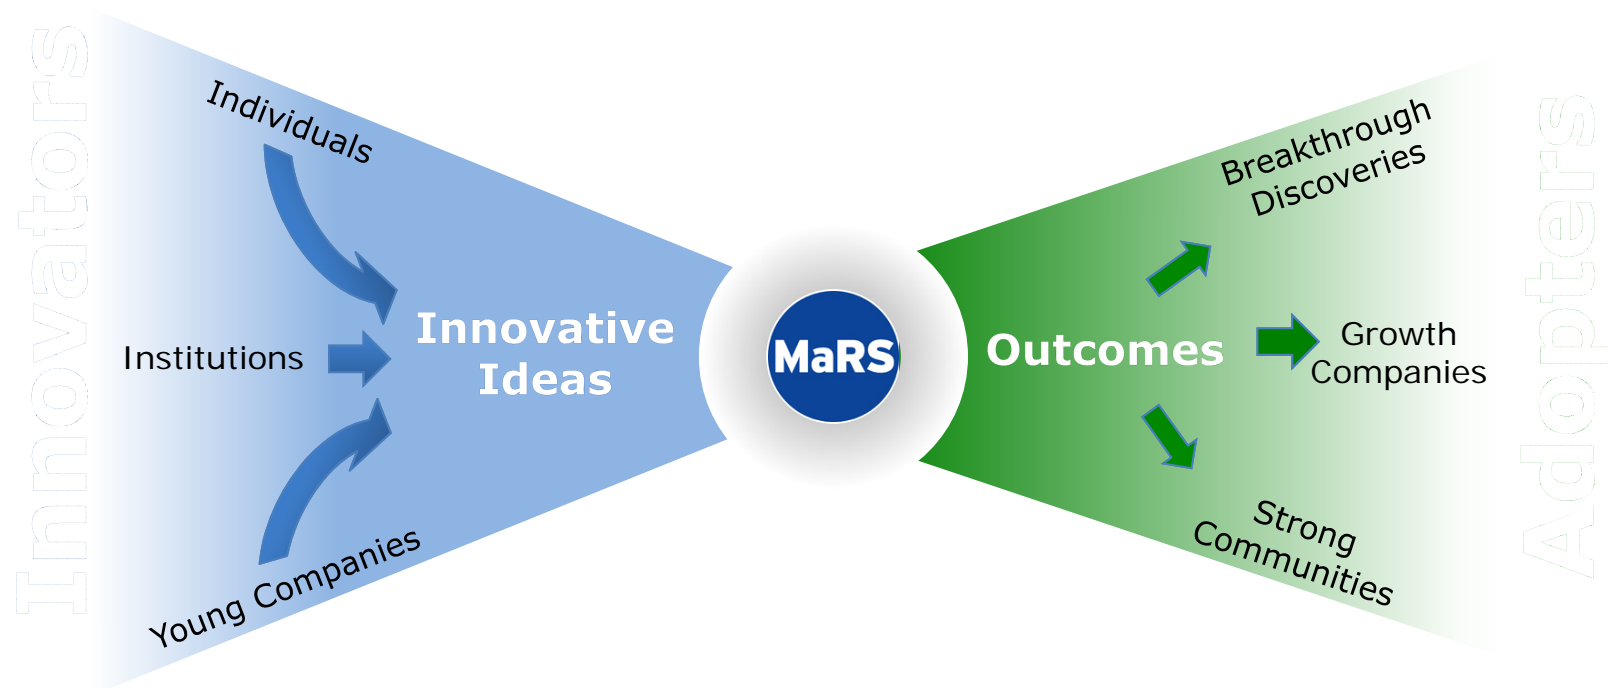 Innovators
Individuals
Institutions
Young Companies
Innovative
Ideas
MaRS
Outcomes
Breakthrough
Discoveries
Growth
Companies
Strong
Communities
Adopters